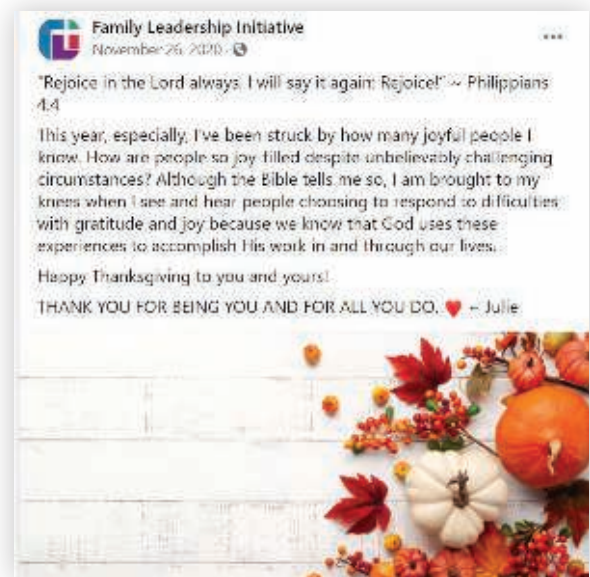 Family Leadership Initiative
November 26, 2020 ·
"Rejoice in the Lord always. I will say it again: Rejoice!" ~ Philippians
4:4
This year, especially, I've been struck by how many joyful people I
know. How are people so joy-filled despite unbelievably challenging
circumstances? Although the Bible tells me so, I am brought to my
knees when I see and hear people choosing to respond to difficulties
with gratitude and joy because we know that God uses these
experiences to accomplish His work in and through our lives.
Happy Thanksgiving to you and yours!
THANK YOU FOR BEING YOU AND FOR ALL YOU DO. ❤ ~ Julie